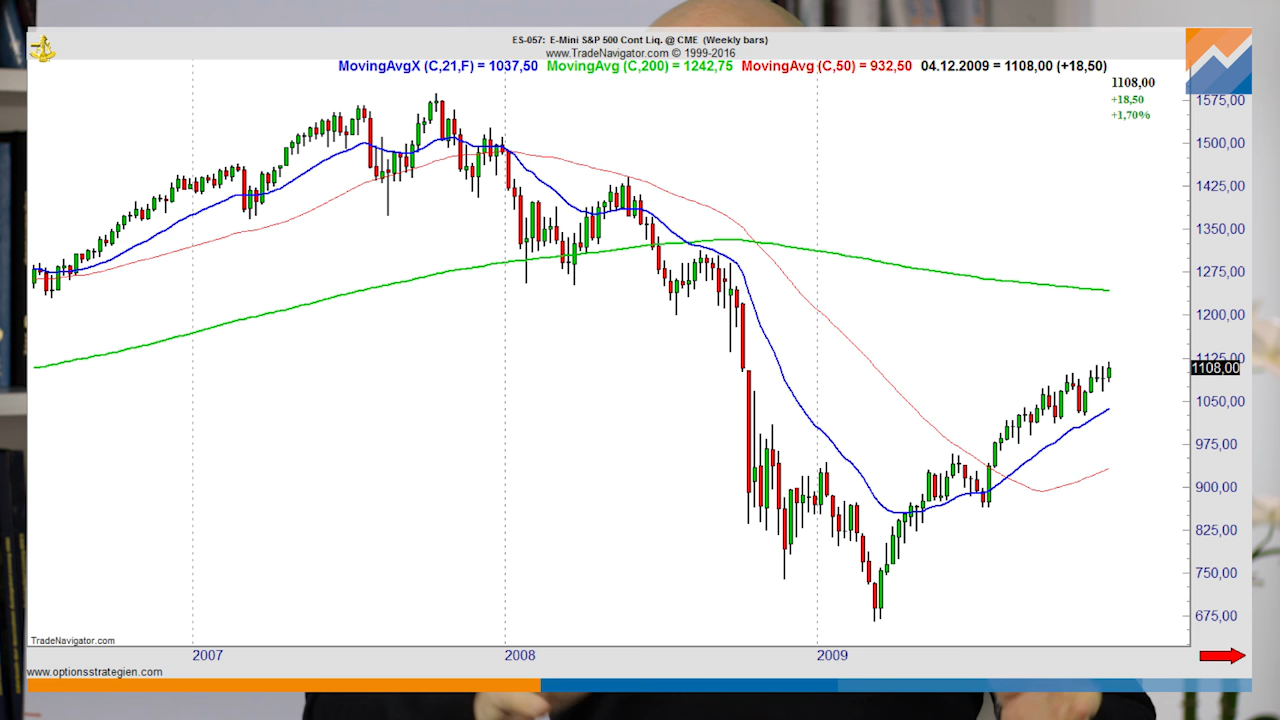 ES-057: E-Mini S&P 500 Cont Liq. @ CME (Weekly bars)
www.TradeNavigator.com © 1999-2016
MovingAvgX (C,21,F) = 1037,50 MovingAvg (C,200) = 1242,75 MovingAvg (C,50) = 932,50 04.12.2009 = 1108,00 (+18,50)
1108,00
+18,50
+1,70%
1575,00
1500,00
1425,00
1350,00
1275,00
1200,00
1125,00
1108,00
1050,00
975,00
900,00
825,00
750,00
675,00
TradeNavigator.com
2007 2008 2009
www.optionsstrategien.com